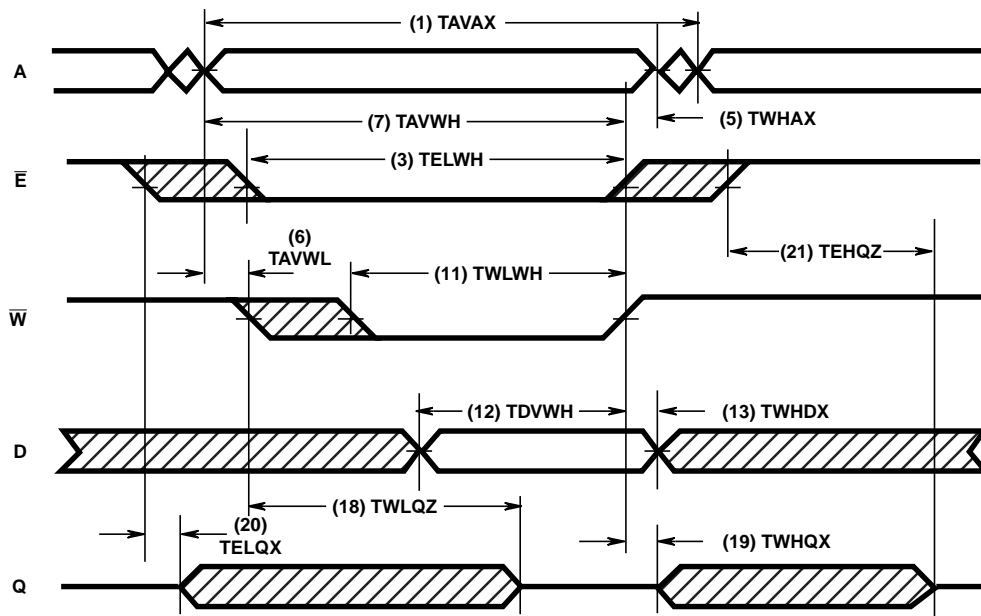 (1) TAVAX
A
(7) TAVWH
(5) TWHAX
(3) TELWH
E̅
(6)
TAVWL
(21) TEHQZ
(11) TWLWH
W̅
(12) TDVWH
(13) TWHDX
D
(18) TWLQZ
(20)
TELQX
(19) TWHQX
Q